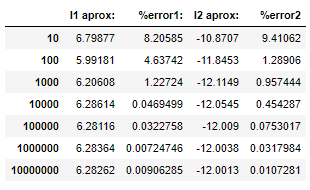 I1 aprox: %error1: I2 aprox: %error2
10 6.79877 8.20585 -10.8707 9.41062
100 5.99181 4.63742 -11.8453 1.28906
1000 6.20608 1.22724 -12.1149 0.957444
10000 6.28614 0.0469499 -12.0545 0.454287
100000 6.28116 0.0322758 -12.009 0.0753017
1000000 6.28364 0.00724746 -12.0038 0.0317984
10000000 6.28262 0.00906285 -12.0013 0.0107281